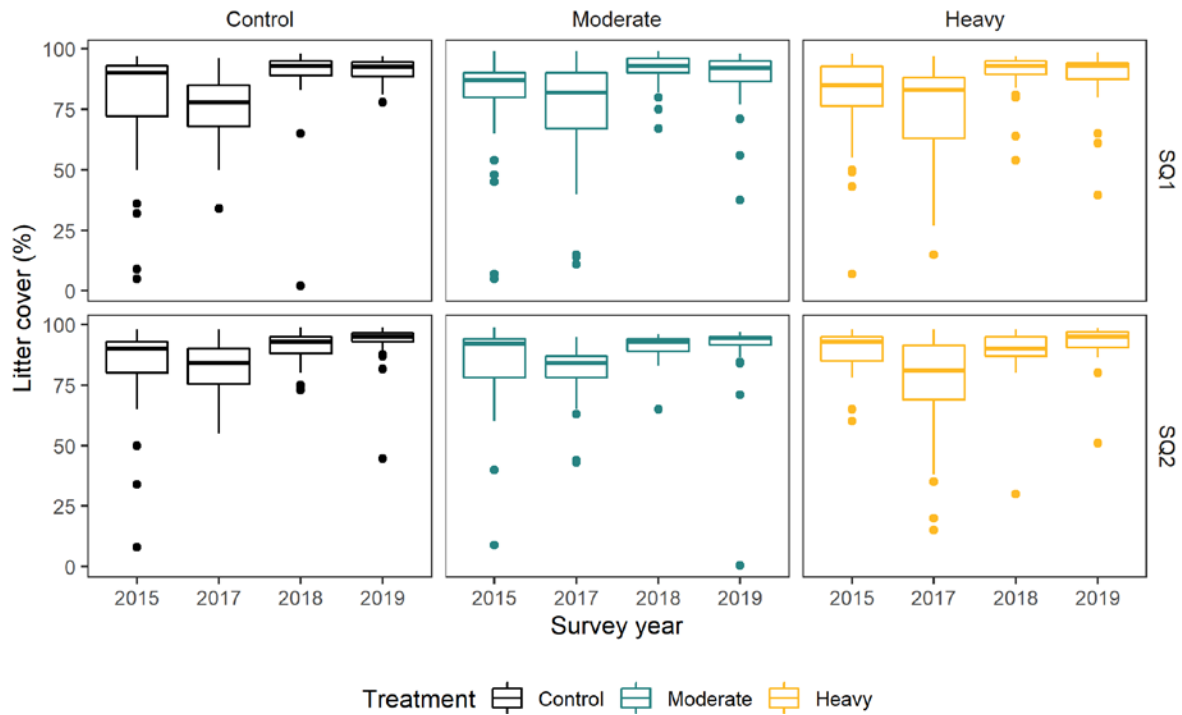 Control Moderate Heavy
100
75
50
25
0
SQ1
100
75
50
25
0
SQ2
Litter cover (%)
2015 2017 2018 2019 2015 2017 2018 2019 2015 2017 2018 2019
Survey year
Treatment Control Moderate Heavy